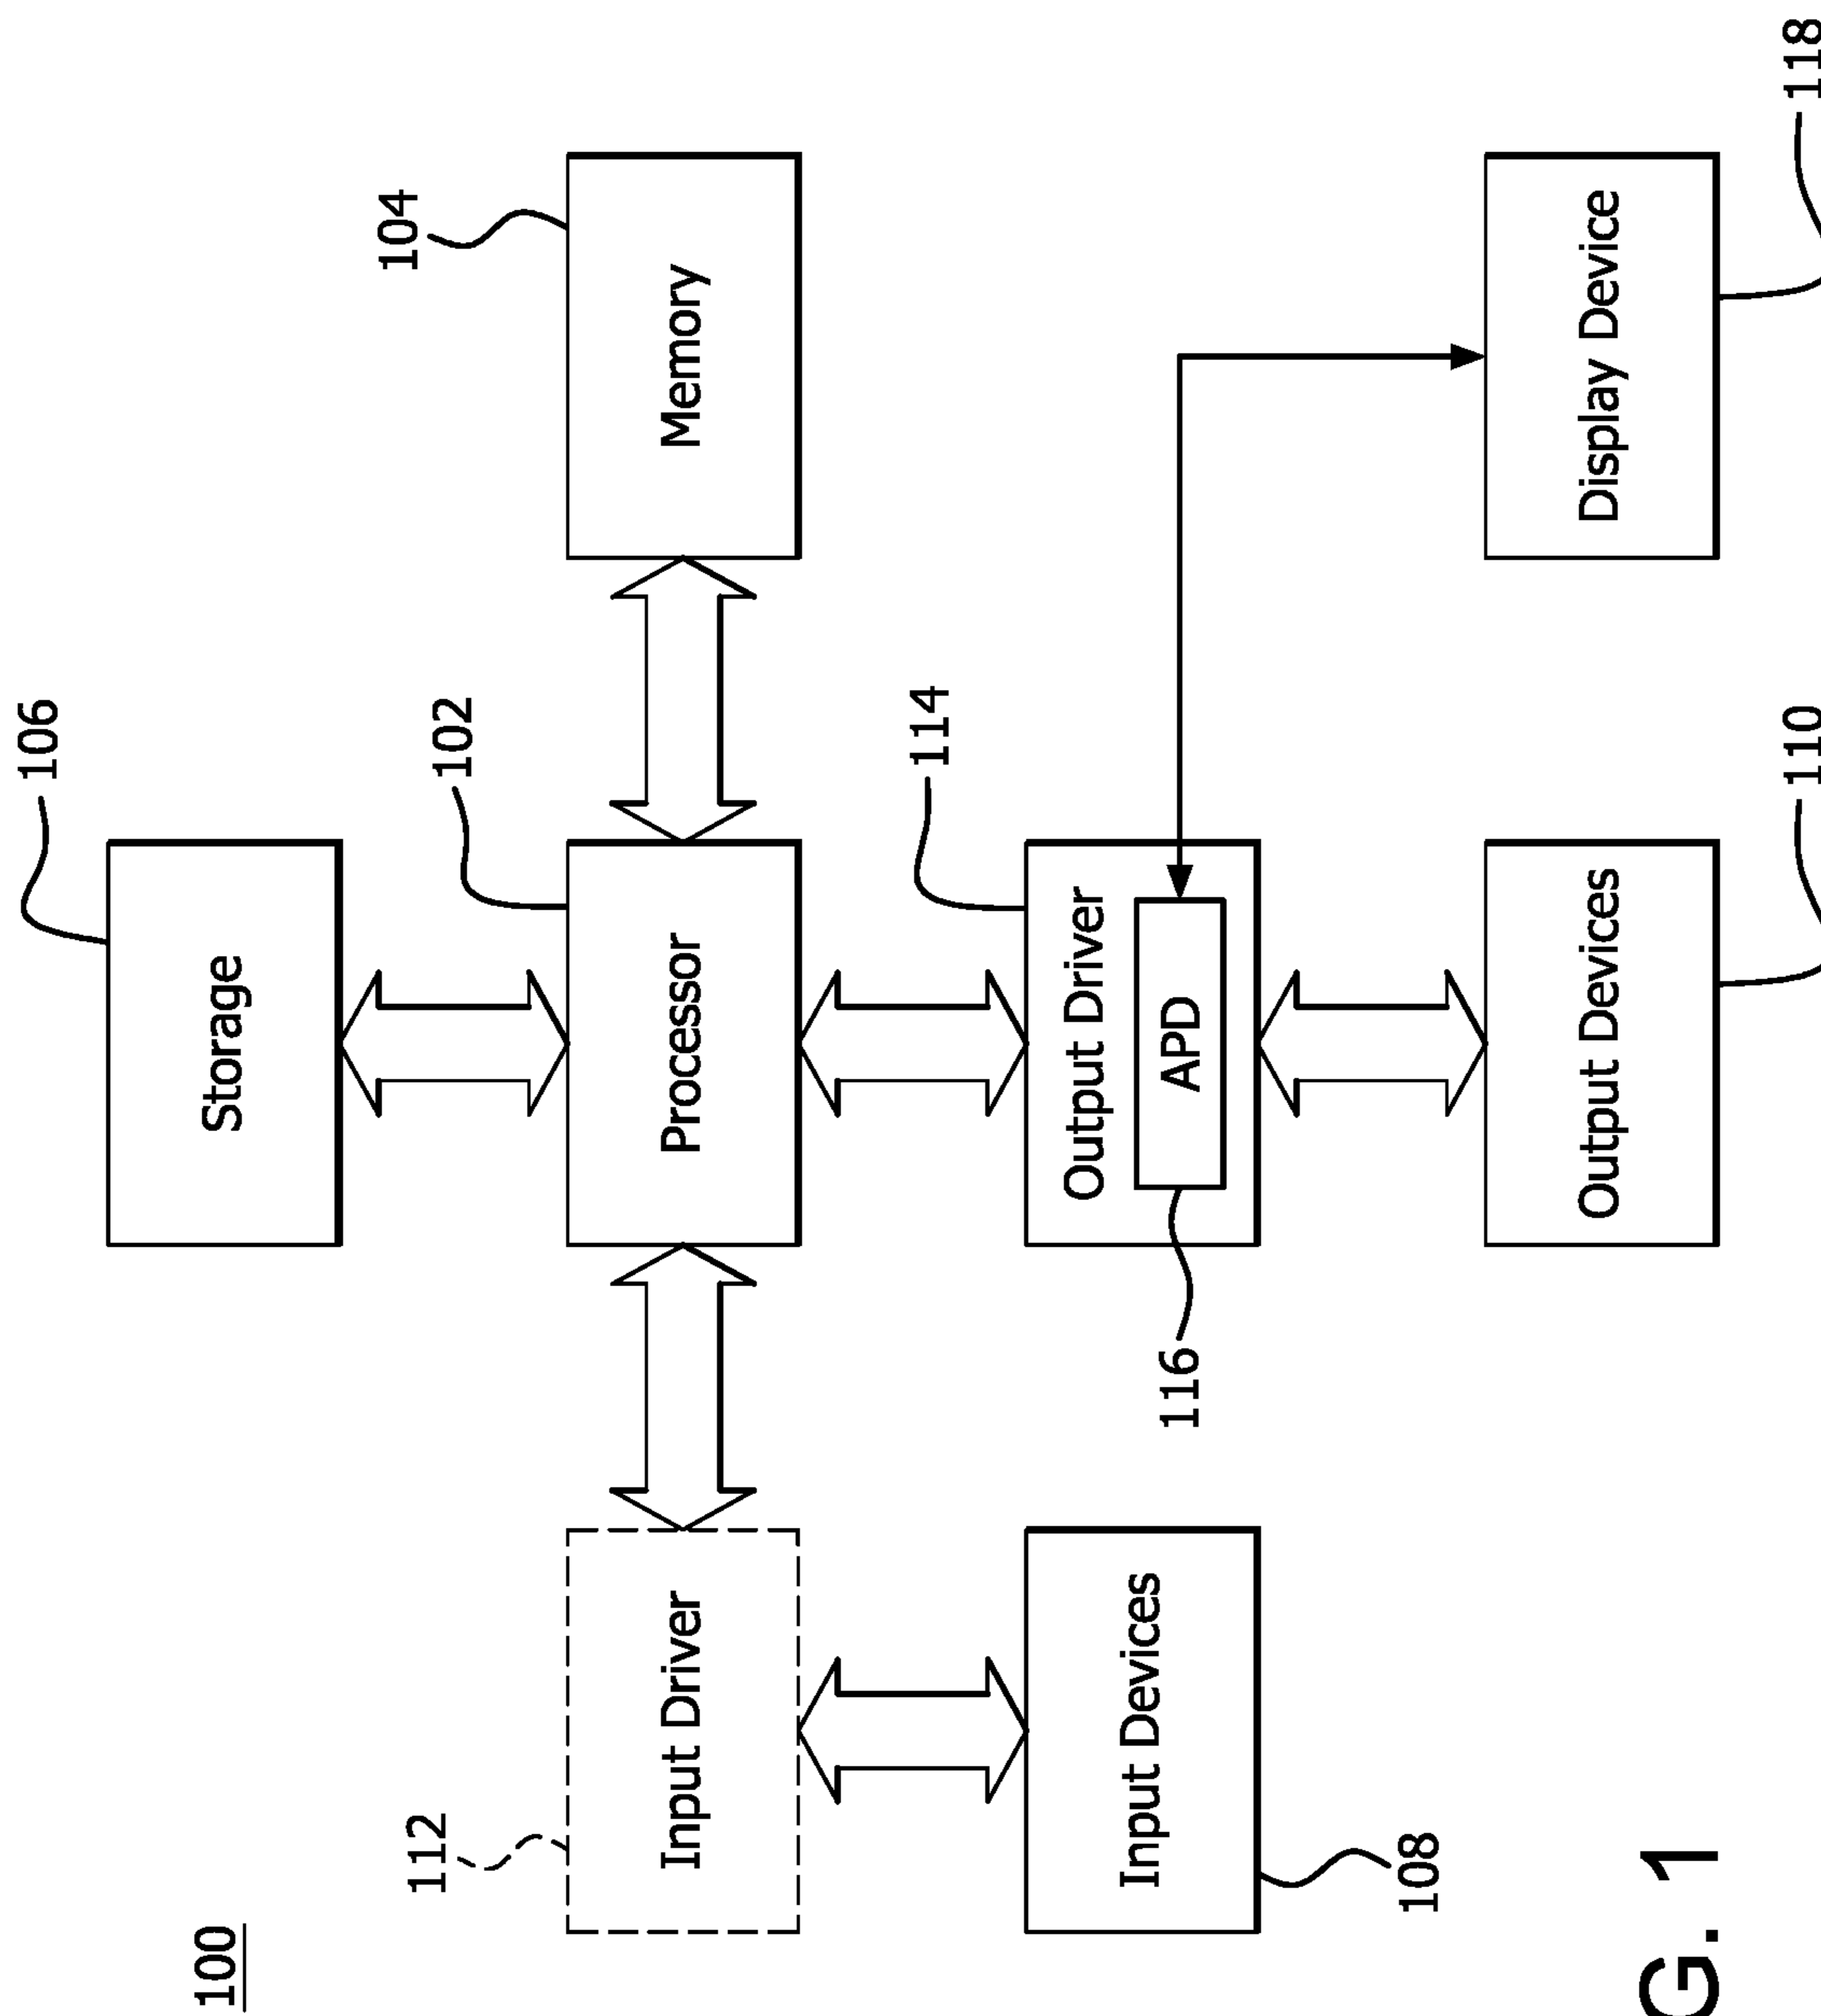 100
106
Storage
112
102
104
Input Driver
Processor
Memory
114
Input Devices
Output Driver
APD
108
116
Output Devices
Display Device
110
118
G. 1